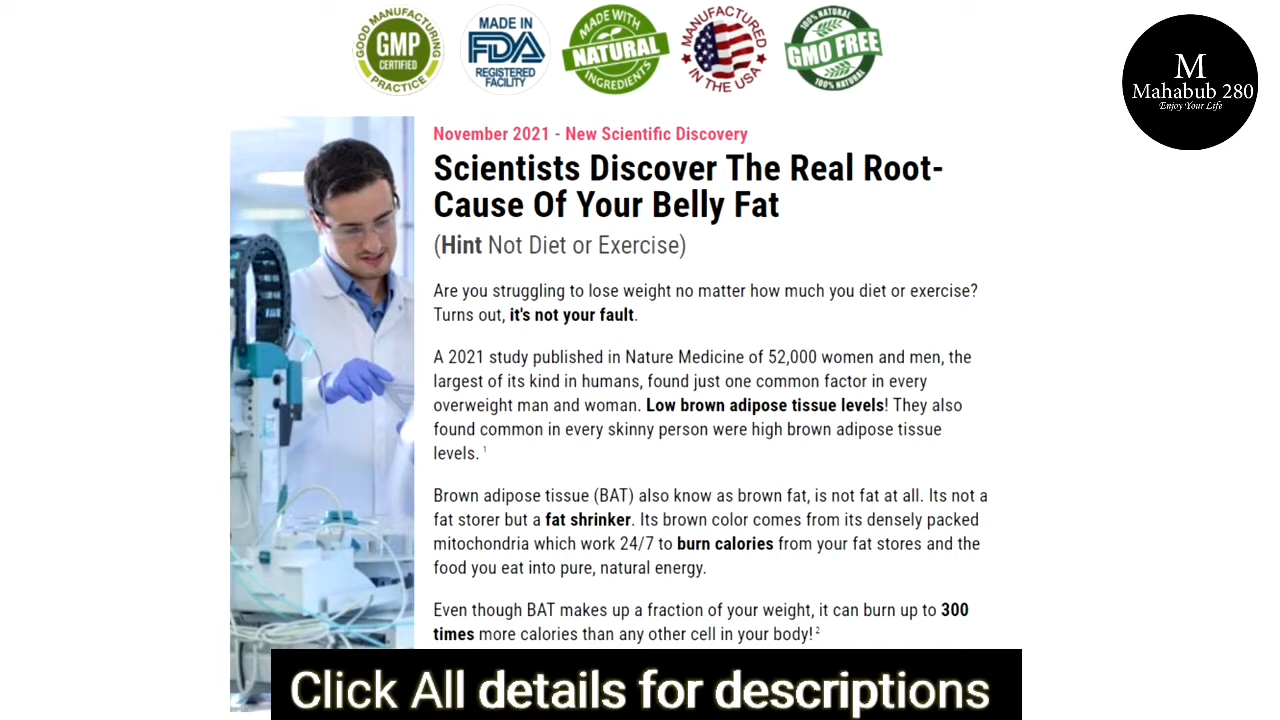 GOOD MANUFACTURING
GMP
CERTIFIED
PRACTICE
MADE IN
FDA
REGISTERED
FACILITY
MADE WITH
NATURAL
INGREDIENTS
MANUFACTURED
IN THE USA
100% NATURAL
GMO FREE
100% NATURAL
M
Mahabub 280
Enjoy Your Life
November 2021 - New Scientific Discovery
Scientists Discover The Real Root-
Cause Of Your Belly Fat
(Hint Not Diet or Exercise)
Are you struggling to lose weight no matter how much you diet or exercise?
Turns out, it's not your fault.
A 2021 study published in Nature Medicine of 52,000 women and men, the
largest of its kind in humans, found just one common factor in every
overweight man and woman. Low brown adipose tissue levels! They also
found common in every skinny person were high brown adipose tissue
levels. 1
Brown adipose tissue (BAT) also know as brown fat, is not fat at all. Its not a
fat storer but a fat shrinker. Its brown color comes from its densely packed
mitochondria which work 24/7 to burn calories from your fat stores and the
food you eat into pure, natural energy.
Even though BAT makes up a fraction of your weight, it can burn up to 300
times more calories than any other cell in your body! 2
Click All details for descriptions